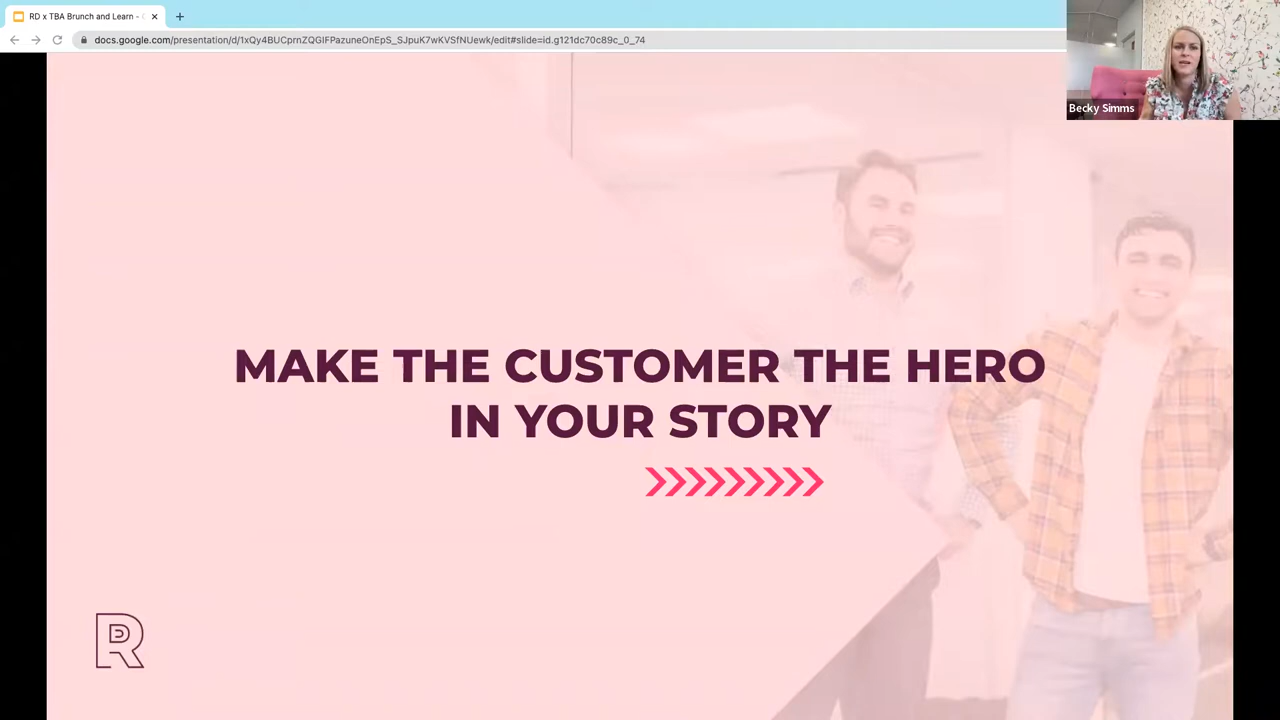 RD x TBA Brunch and Learn -
docs.google.com/presentation/d/1xQy4BUCprnZQGIFPazuneOnEpS_SJpuK7wKVSfNUewk/edit#slide=id.g121dc70c89c_0_74
Becky Simms
MAKE THE CUSTOMER THE HERO
IN YOUR STORY
RD